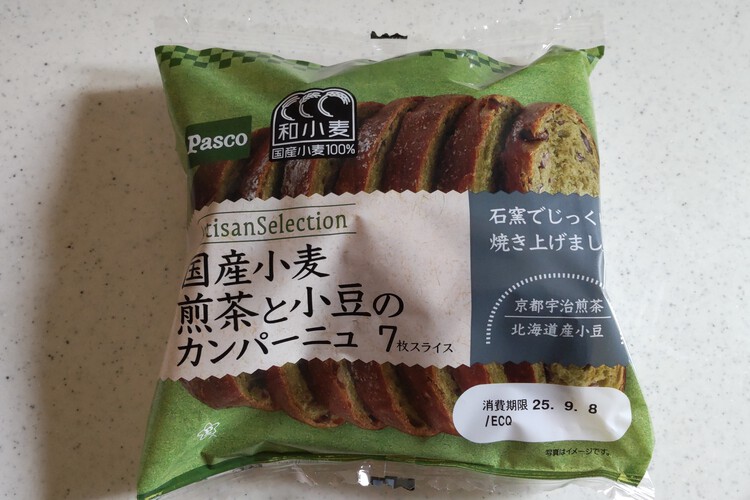 Pasco
和小麦
国産小麦100%
tisanSelection
国産小麦
煎茶と小豆の
カンパーニュ 7枚スライス
石窯でじっく
焼き上げまし
京都宇治煎茶
北海道産小豆
消費期限 25. 9. 8
/ECQ
写真はイメージです。